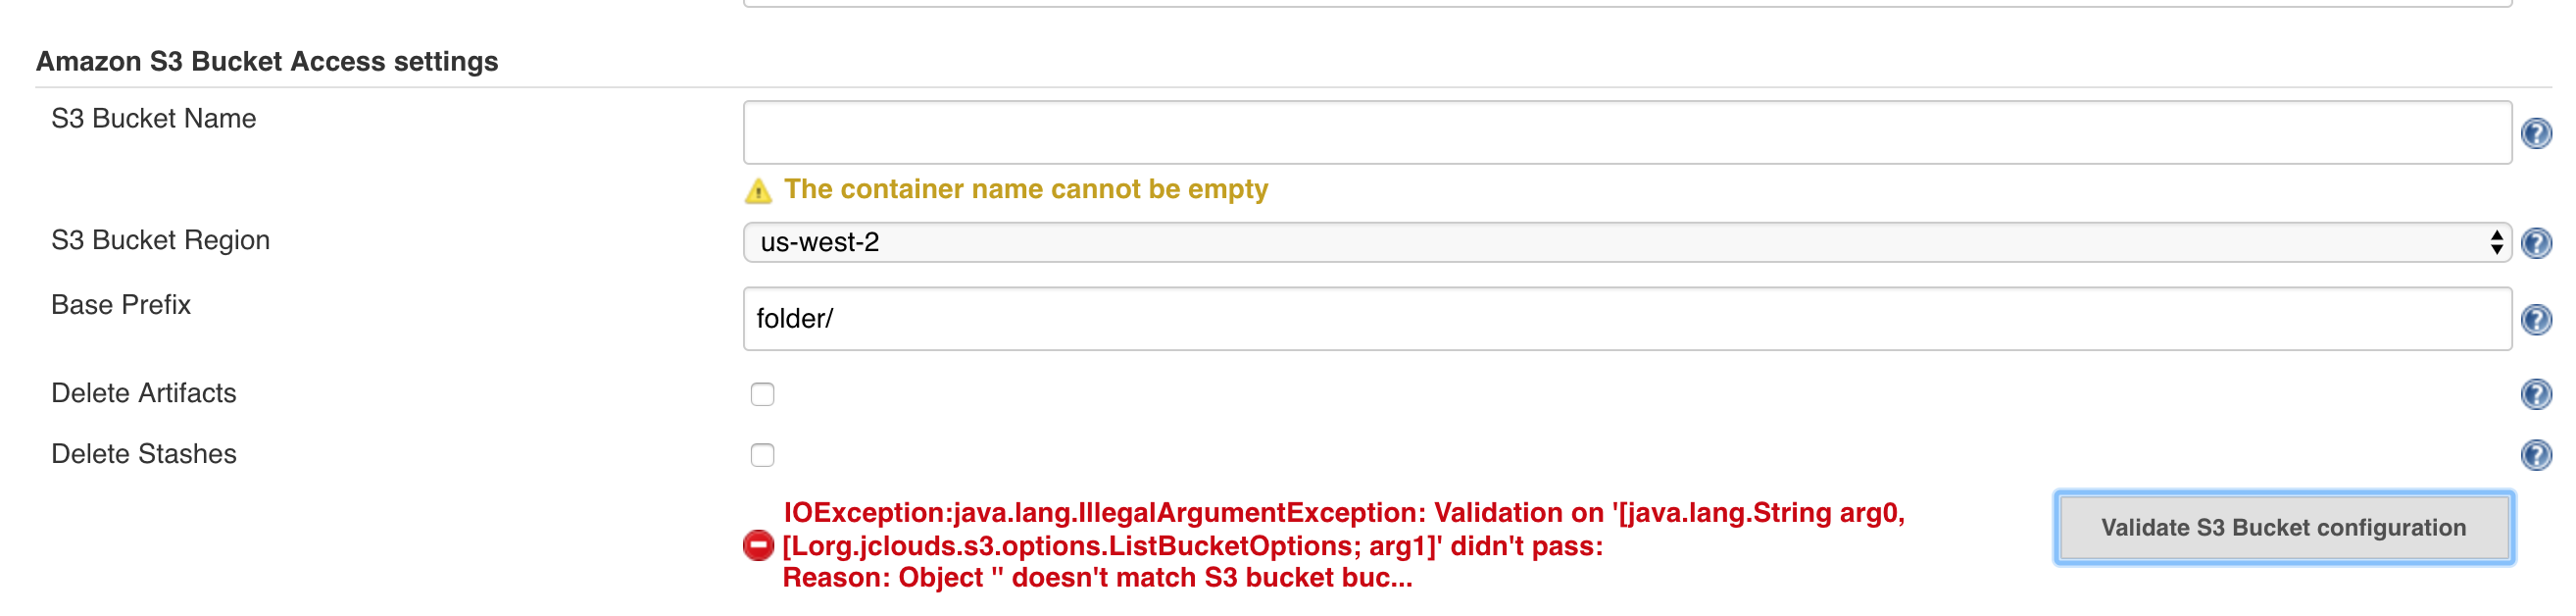 Amazon S3 Bucket Access settings
S3 Bucket Name
The container name cannot be empty
S3 Bucket Region
us-west-2
Base Prefix
folder/
Delete Artifacts
Delete Stashes
IOException:java.lang.IllegalArgumentException: Validation on '[java.lang.String arg0,
[Lorg.jclouds.s3.options.ListBucketOptions; arg1]' didn't pass:
Reason: Object '' doesn't match S3 bucket buc...
Validate S3 Bucket configuration